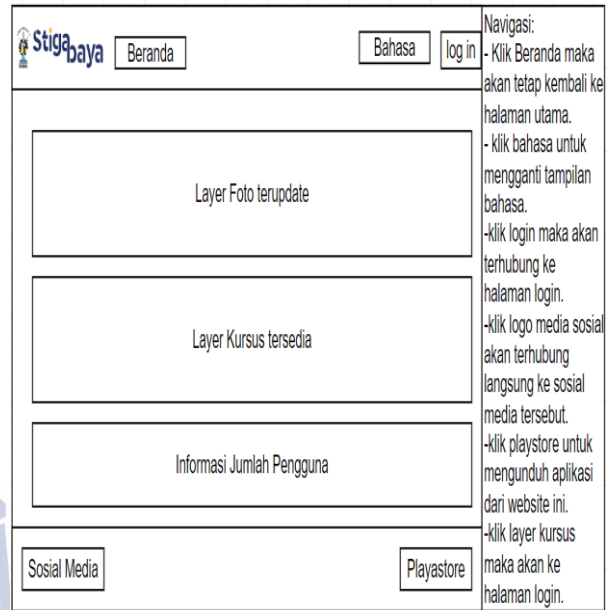 Stigabaya
Beranda
Bahasa
log in
Layer Foto terupdate
Layer Kursus tersedia
Informasi Jumlah Pengguna
Sosial Media
Playastore
Navigasi:
- Klik Beranda maka
akan tetap kembali ke
halaman utama.
- klik bahasa untuk
mengganti tampilan
bahasa.
-klik login maka akan
terhubung ke
halaman login.
-klik logo media sosial
akan terhubung
langsung ke sosial
media tersebut.
-klik playstore untuk
mengunduh aplikasi
dari website ini.
-klik layer kursus
maka akan ke
halaman login.